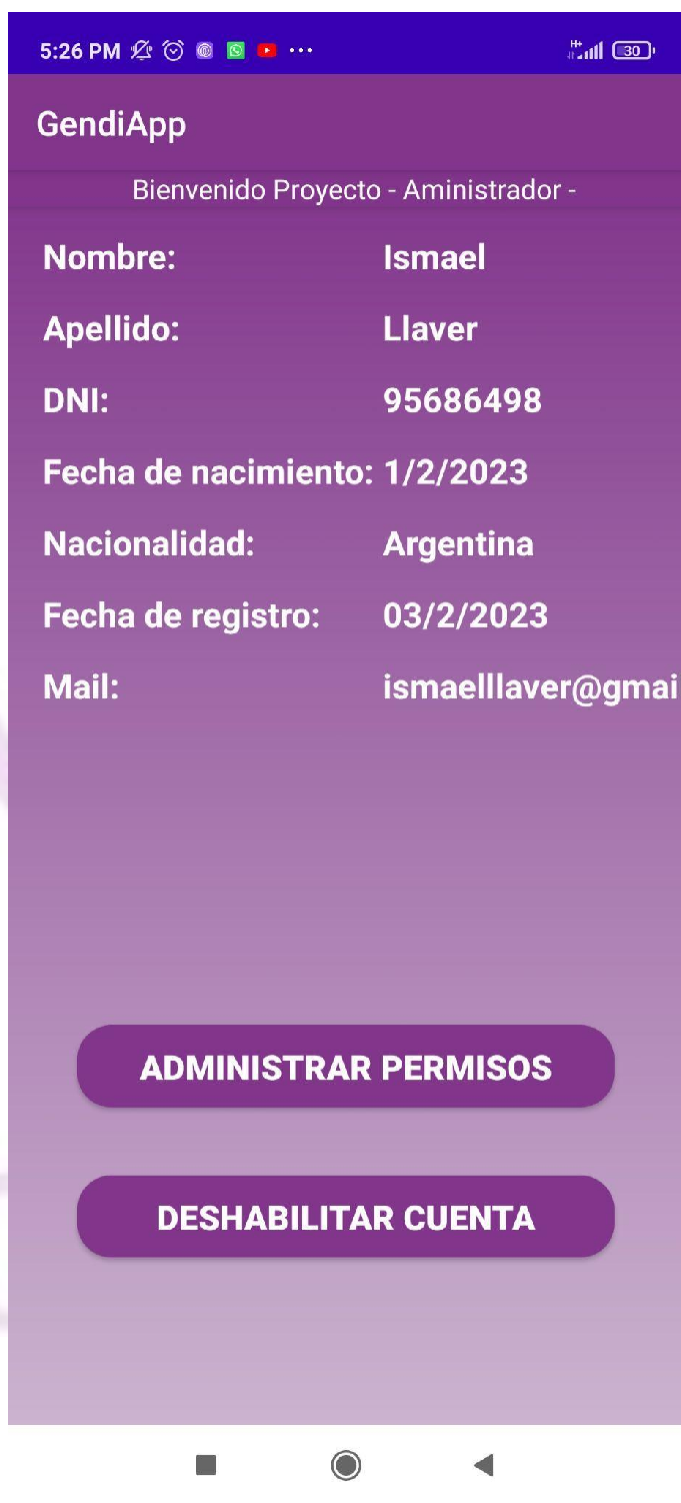 5:26 PM
30
GendiApp
Bienvenido Proyecto - Aministrador -
Nombre: Ismael
Apellido: Llaver
DNI: 95686498
Fecha de nacimiento: 1/2/2023
Nacionalidad: Argentina
Fecha de registro: 03/2/2023
Mail: ismaelllaver@gmai
ADMINISTRAR PERMISOS
DESHABILITAR CUENTA